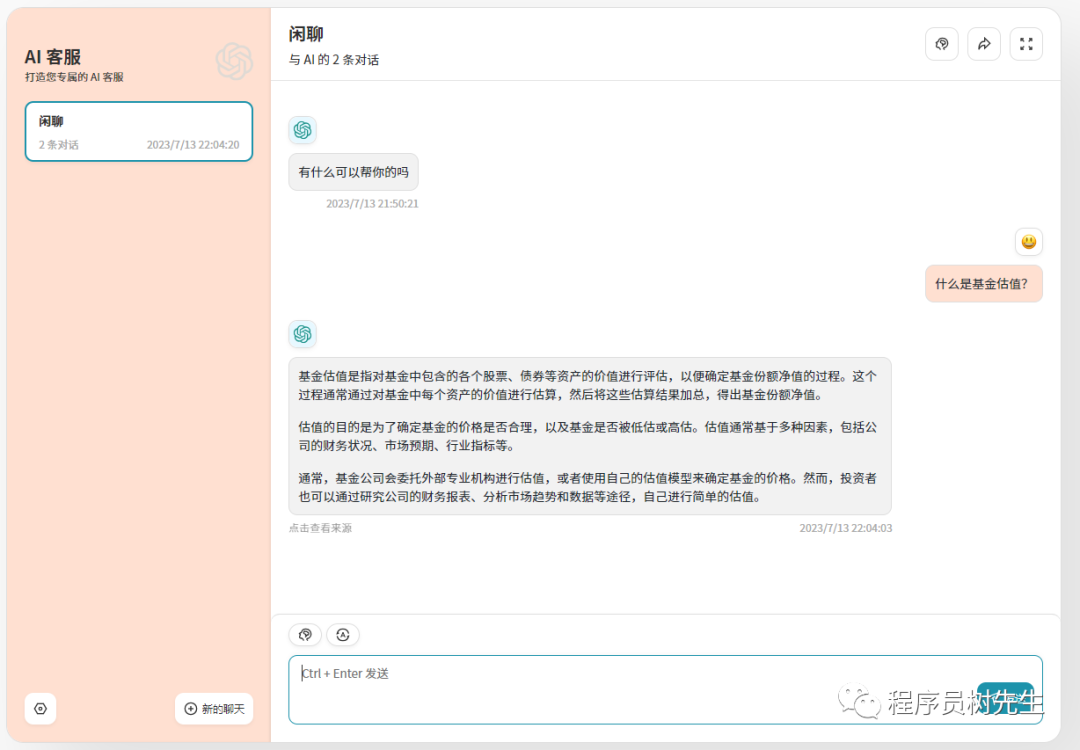 AI 客服
打造您专属的 AI 客服
闲聊
2 条对话 2023/7/13 22:04:20
新的聊天
闲聊
与 AI 的 2 条对话
有什么可以帮你的吗
2023/7/13 21:50:21
什么是基金估值?
基金估值是指对基金中包含的各个股票、债券等资产的价值进行评估，以便确定基金份额净值的过程。这个
过程通常通过对基金中每个资产的价值进行估算，然后将这些估算结果加总，得出基金份额净值。
估值的目的是为了确定基金的价格是否合理，以及基金是否被低估或高估。估值通常基于多种因素，包括公
司的财务状况、市场预期、行业指标等。
通常，基金公司会委托外部专业机构进行估值，或者使用自己的估值模型来确定基金的价格。然而，投资者
也可以通过研究公司的财务报表、分析市场趋势和数据等途径，自己进行简单的估值。
点击查看来源 2023/7/13 22:04:03
Ctrl + Enter 发送
程序员树先生